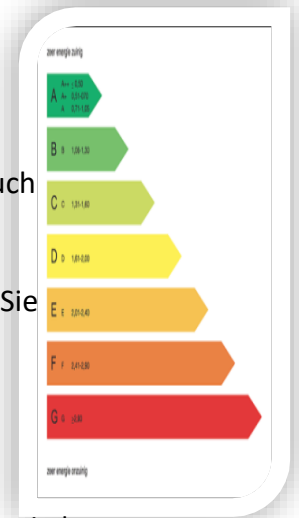 zeer energie zuinig
A++ ≤ 0,50
A A+ 0,51-0,70
A 0,71-1,05
B B 1,06-1,30
uch
C C 1,31-1,60
D D 1,61-2,00
Sie
E E 2,01-2,40
F F 2,41-2,90
G G
zeer energie onzuinig